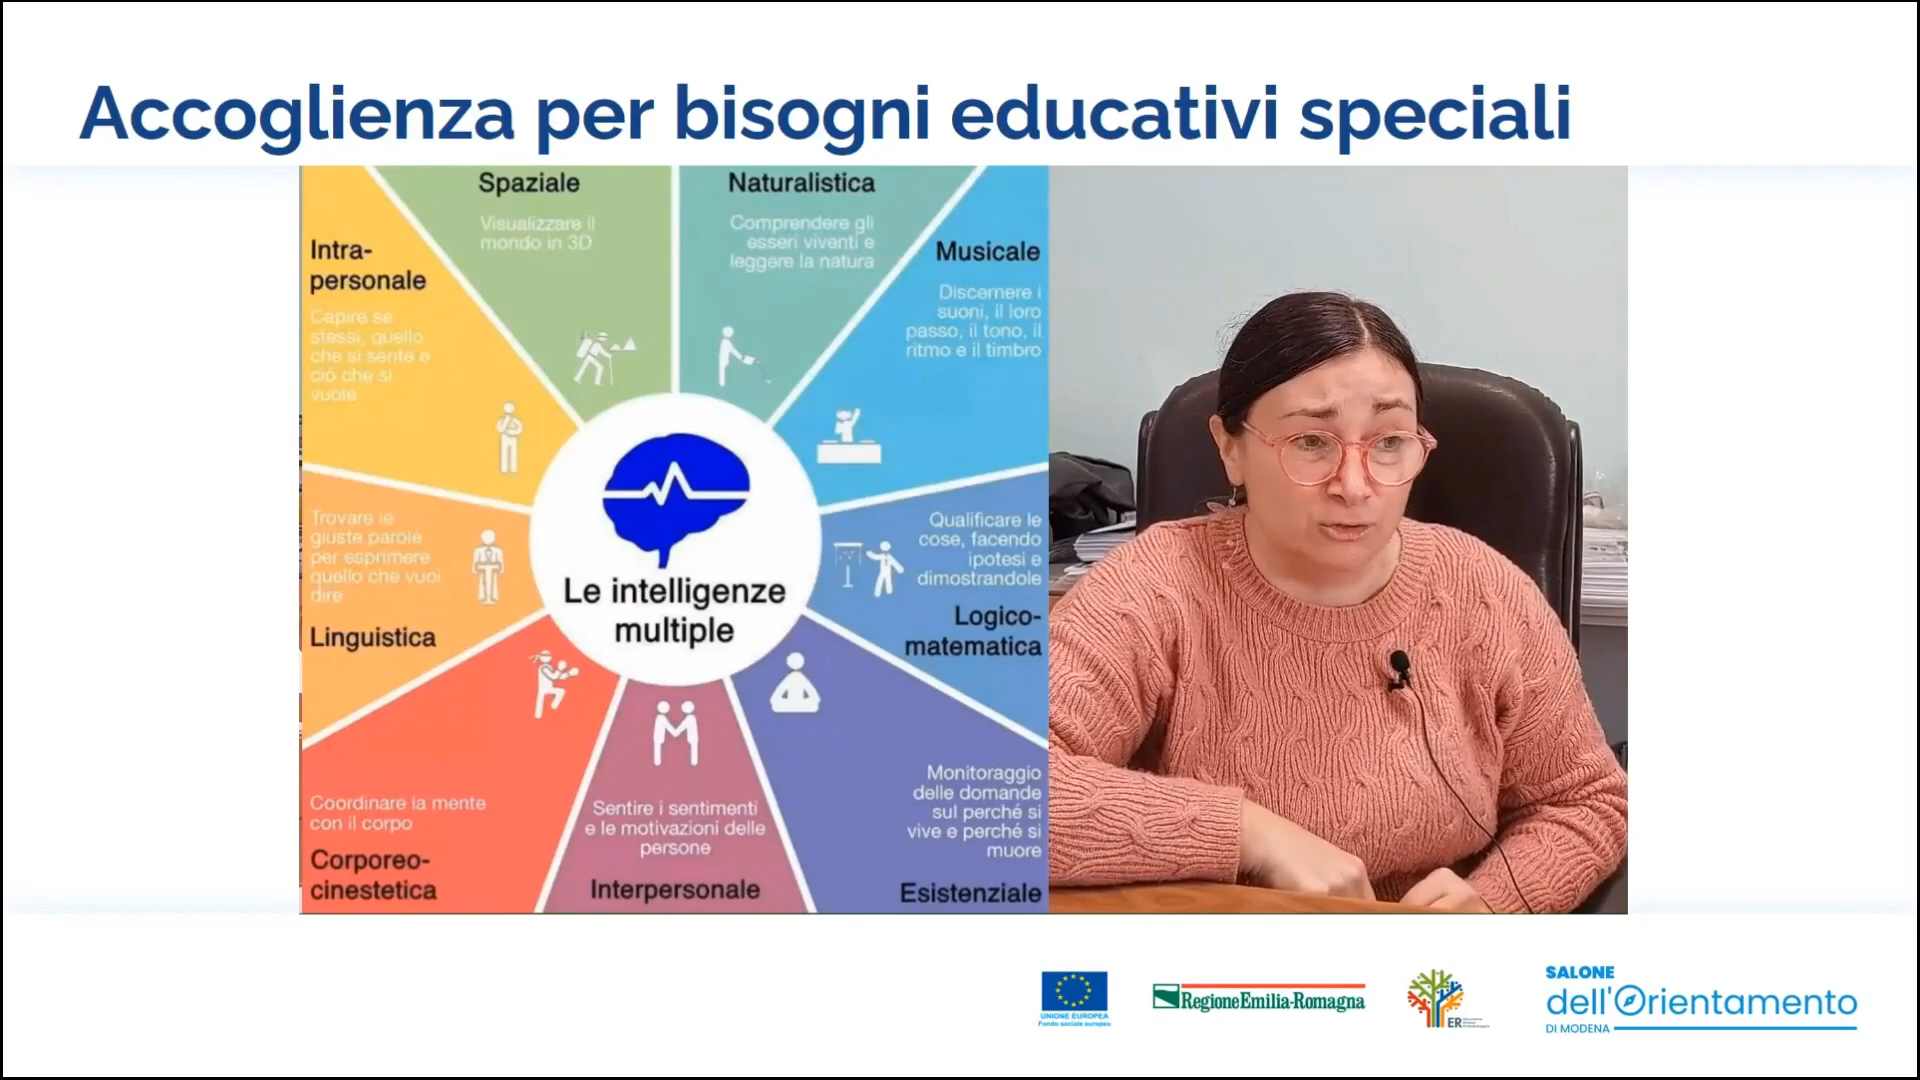 Accoglienza per bisogni educativi speciali
Spaziale
Visualizzare il
mondo in 3D
Naturalistica
Comprendere gli
esseri viventi e
leggere la natura
Intra-
personale
Capire se
stessi, quello
che si sente e
ciò che si
vuole
Musicale
Discernere i
suoni, il loro
passo, il tono, il
ritmo e il timbro
Trovare le
giuste parole
per esprimere
quello che vuoi
dire
Linguistica
Le intelligenze
multiple
Qualificare le
cose, facendo
ipotesi e
dimostrandole
Logico-
matematica
Coordinare la mente
con il corpo
Corporeo-
cinestetica
Sentire i sentimenti
e le motivazioni delle
persone
Interpersonale
Monitoraggio
delle domande
sul perché si
vive e perché si
muore
Esistenziale
UNIONE EUROPEA
Fondo sociale europeo
RegioneEmilia-Romagna
ER
SALONE
dell'Orientamento
DI MODENA